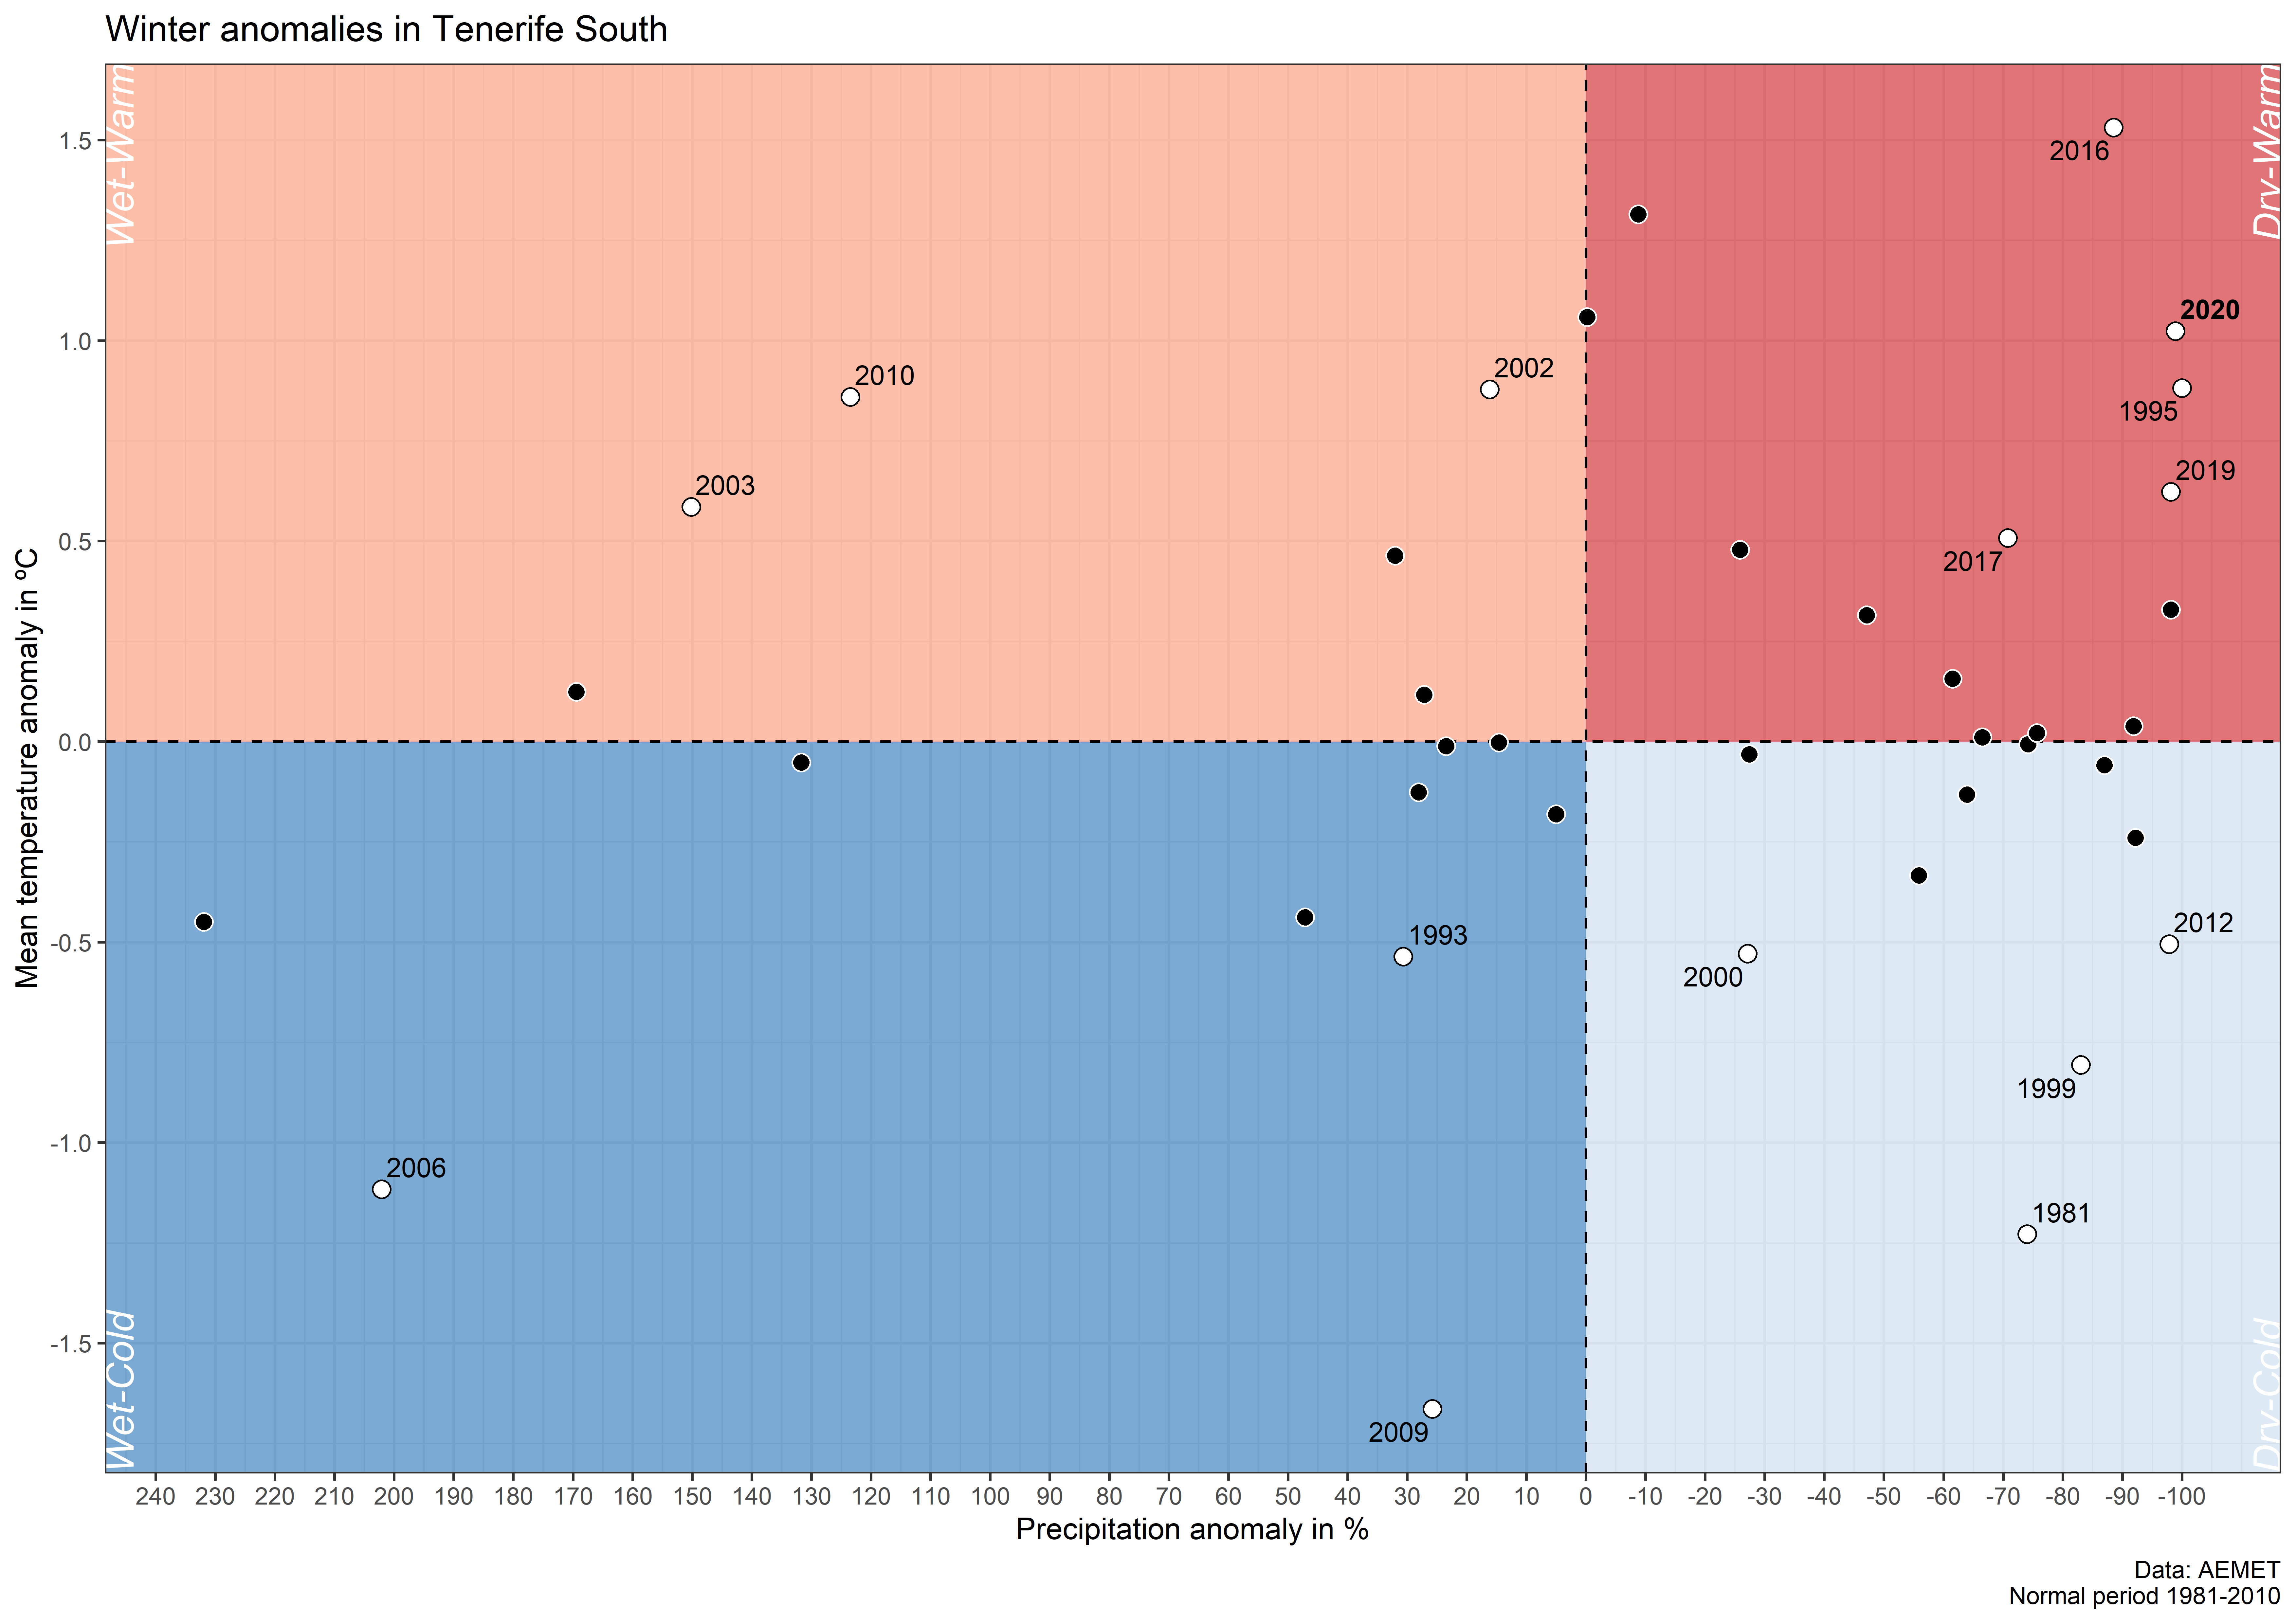 Winter anomalies in Tenerife South
Wet-Warm
Dry-Warm
1.5
2016
2020
1.0
2010
2002
1995
2003
2019
0.5
2017
Mean temperature anomaly in ºC
0.0
-0.5
1993
2012
2000
1999
-1.0
2006
1981
-1.5
Wet-Cold
Dry-Cold
2009
240 230 220 210 200 190 180 170 160 150 140 130 120 110 100 90 80 70 60 50 40 30 20 10 0 -10 -20 -30 -40 -50 -60 -70 -80 -90 -100
Precipitation anomaly in %
Data: AEMET
Normal period 1981-2010